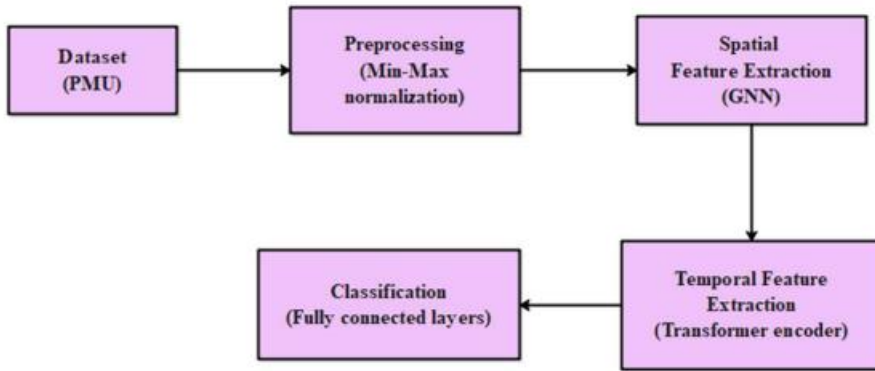 Dataset
(PMU)
Preprocessing
(Min-Max
normalization)
Spatial
Feature Extraction
(GNN)
Temporal Feature
Extraction
(Transformer encoder)
Classification
(Fully connected layers)